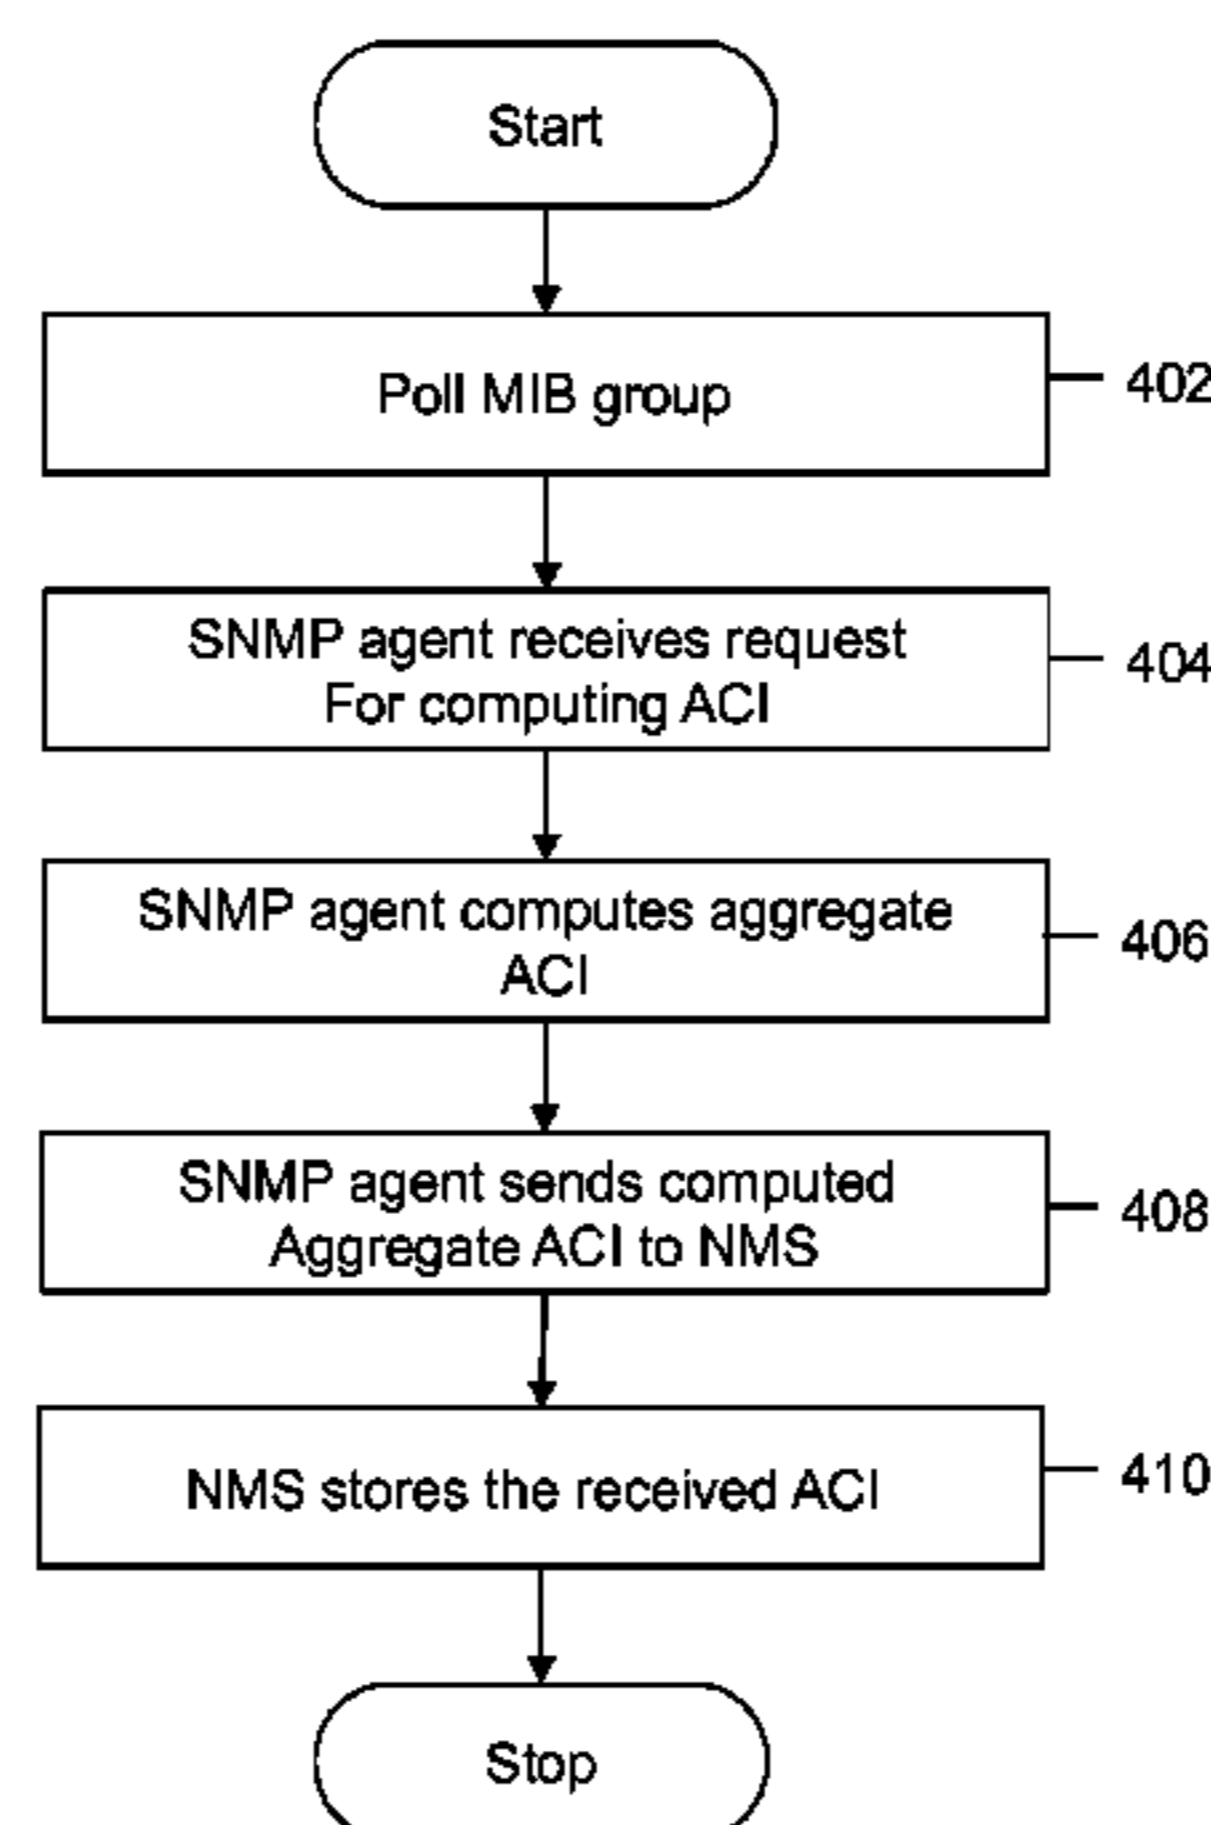 Start
Poll MIB group
402
SNMP agent receives request
For computing ACI
404
SNMP agent computes aggregate
ACI
406
SNMP agent sends computed
Aggregate ACI to NMS
408
NMS stores the received ACI
410
Stop